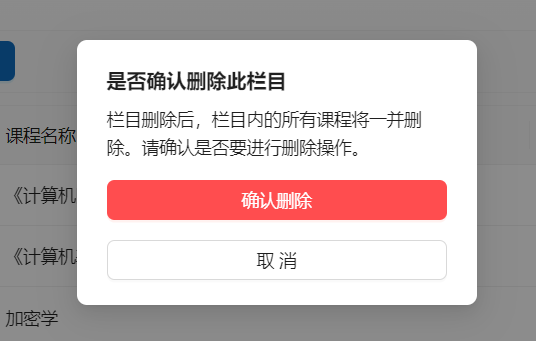 是否确认删除此栏目
栏目删除后，栏目内的所有课程将一并删
除。请确认是否要进行删除操作。
课程名称
《计算机
确认删除
《计算机
取 消
加密学